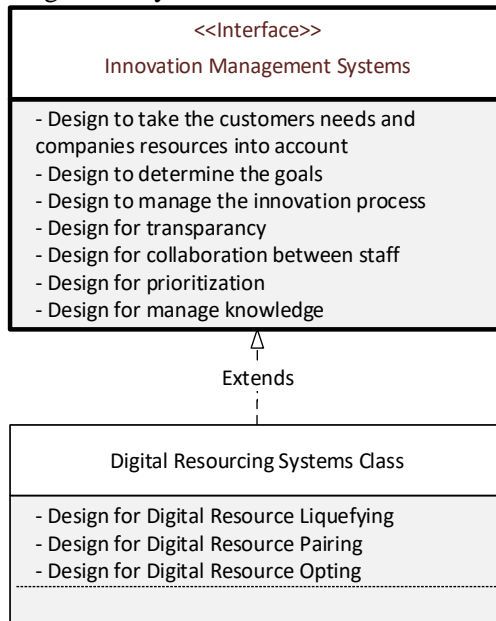 <<Interface>>
Innovation Management Systems
- Design to take the customers needs and
companies resources into account
- Design to determine the goals
- Design to manage the innovation process
- Design for transparancy
- Design for collaboration between staff
- Design for prioritization
- Design for manage knowledge
Extends
Digital Resourcing Systems Class
- Design for Digital Resource Liquefying
- Design for Digital Resource Pairing
- Design for Digital Resource Opting